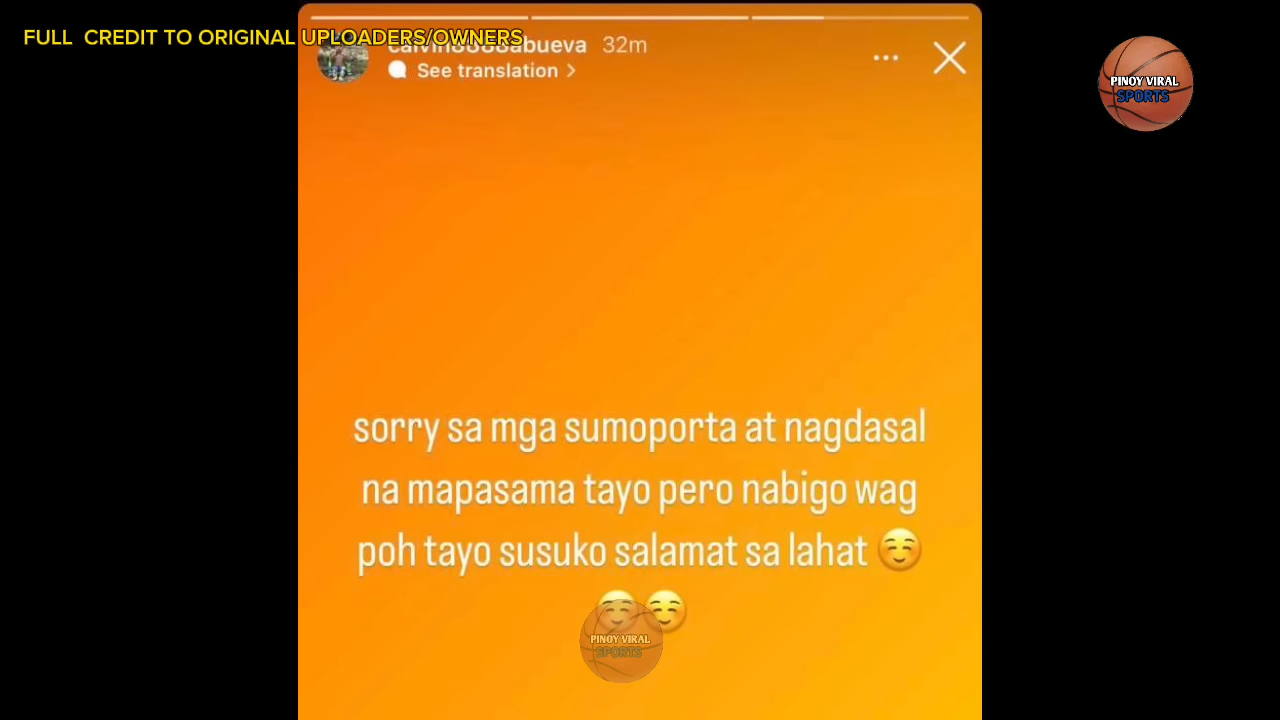 FULL CREDIT TO ORIGINAL UPLOADERS/OWNERS
32m
See translation
PINOY VIRAL
SPORTS
sorry sa mga sumoporta at nagdasal
na mapasama tayo pero nabigo wag
poh tayo susuko salamat sa lahat ☺️
☺️☺️
PINOY VIRAL
SPORTS